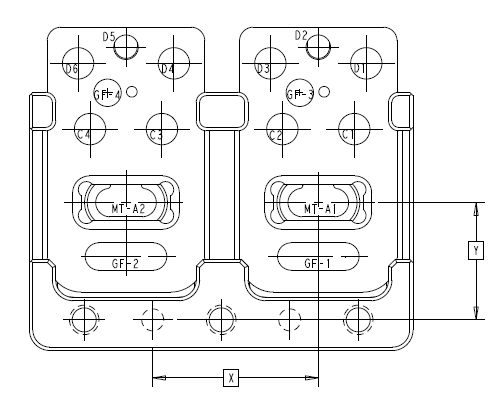 D5 D2
D6 D4 D3 D1
GF-4 GF-3
C4 C3 C2 C1
MT-A2 MT-A1
GF-2 GF-1
Y
X